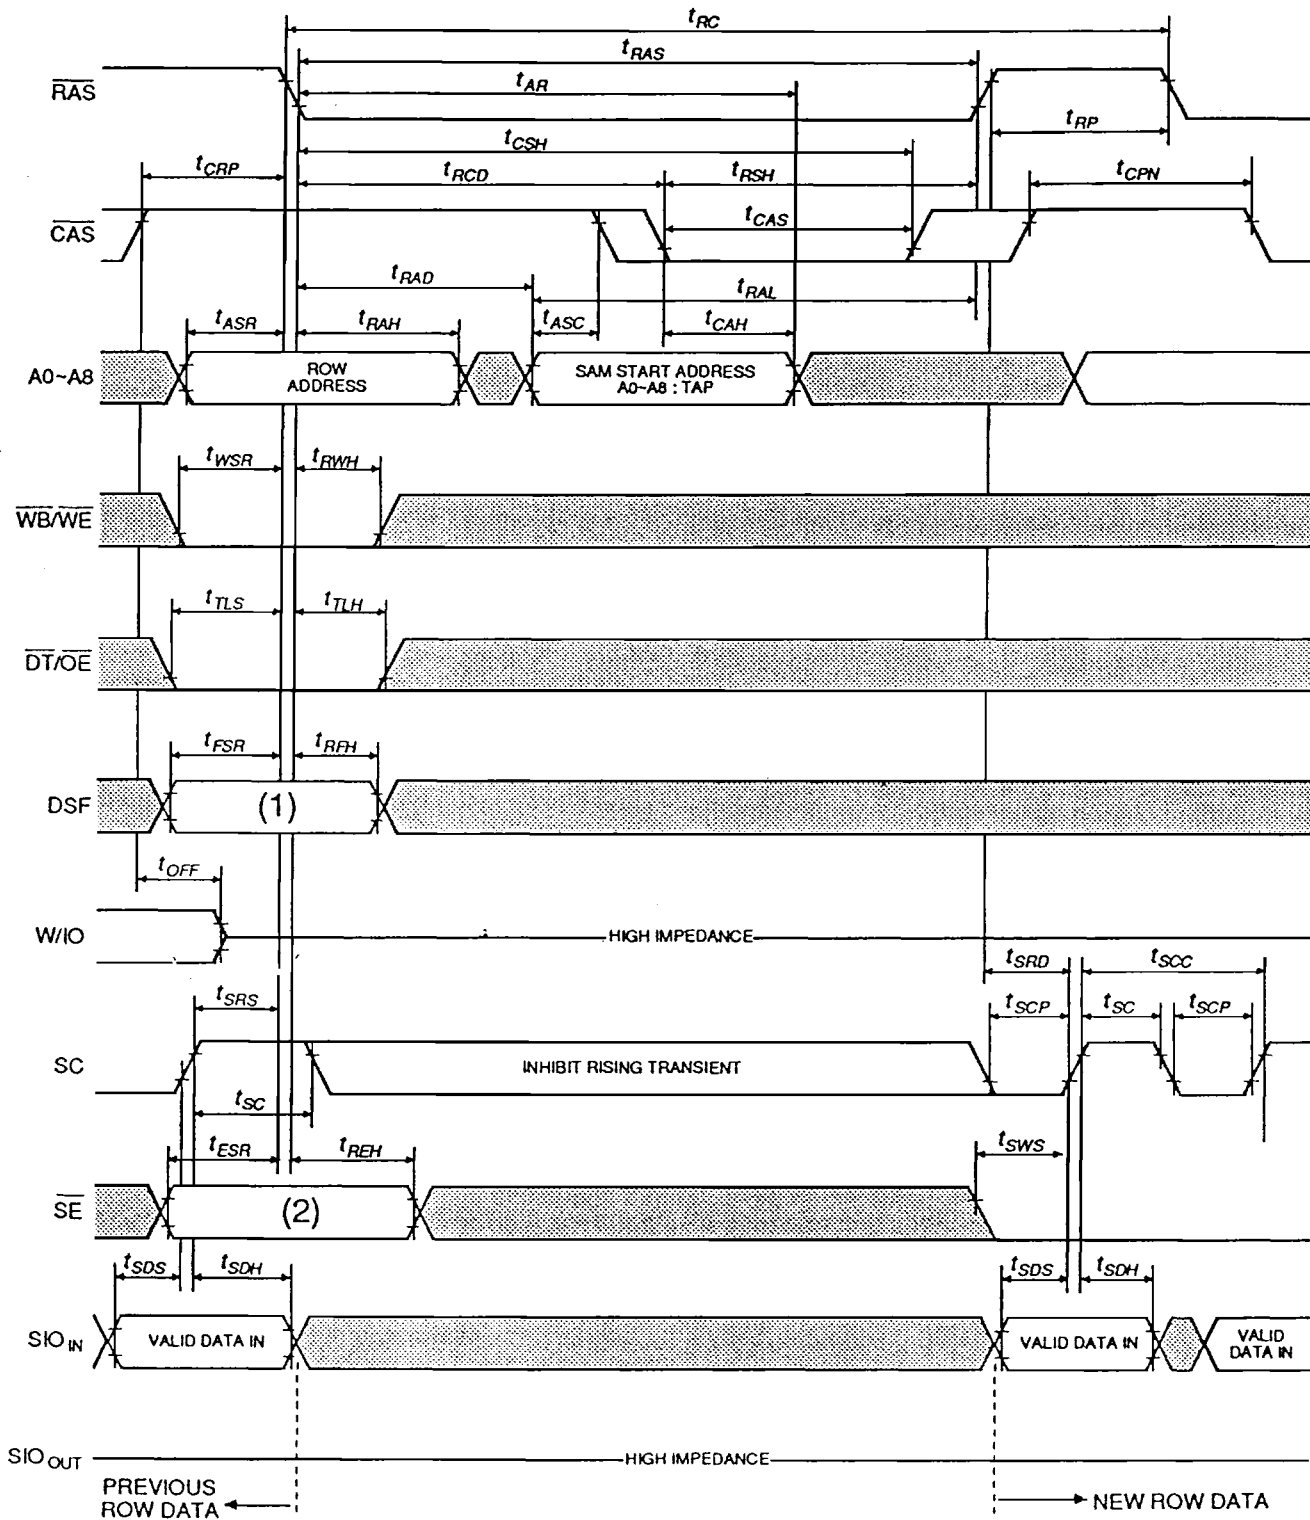 tRC
tRAS
RAS
tAR
tRP
tCSH
tCRP
tRCD
tRSH
tCPN
CAS
tCAS
tRAD
tRAL
tASR
tRAH
tASC
tCAH
A0~A8
ROW
ADDRESS
SAM START ADDRESS
A0~A8 : TAP
tWSR
tRWH
WB/WE
tTLS
tTLH
DT/OE
tFSR
tRFH
DSF
(1)
tOFF
W/IO
HIGH IMPEDANCE
tSRD
tSCC
tSRS
tSCP
tSC
tSCP
SC
INHIBIT RISING TRANSIENT
tSC
tESR
tREH
tSWS
SE
(2)
tSDS
tSDH
tSDS
tSDH
SIO IN
VALID DATA IN
VALID DATA IN
VALID
DATA IN
SIO OUT
HIGH IMPEDANCE
PREVIOUS
ROW DATA
NEW ROW DATA